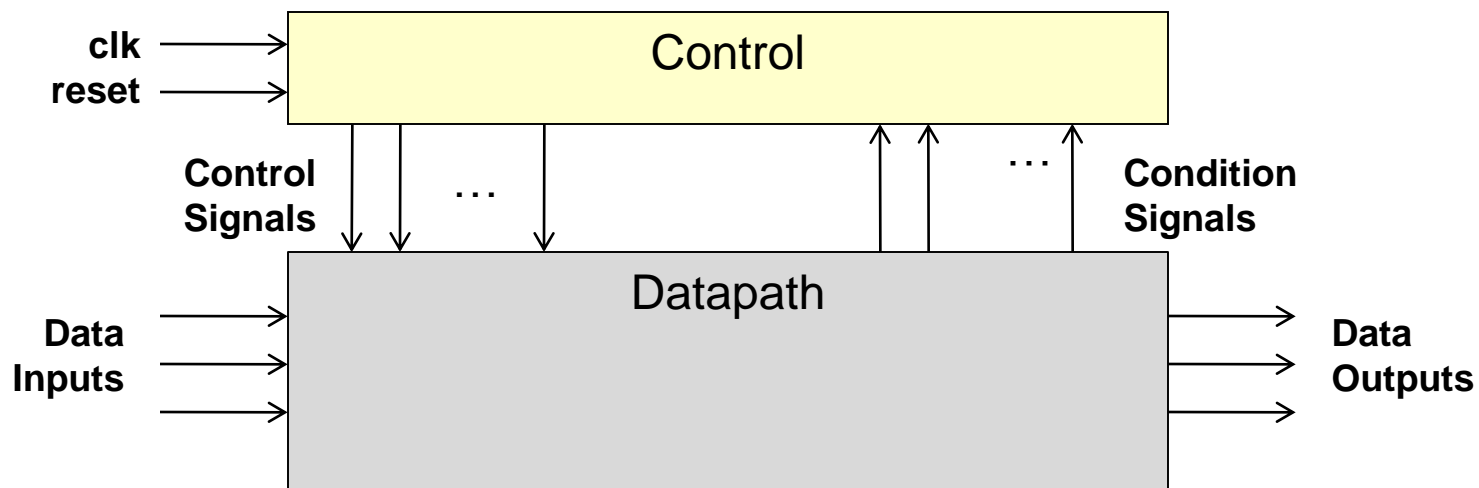 clk
reset
Control
Control
Signals
...
...
Condition
Signals
Datapath
Data
Inputs
Data
Outputs